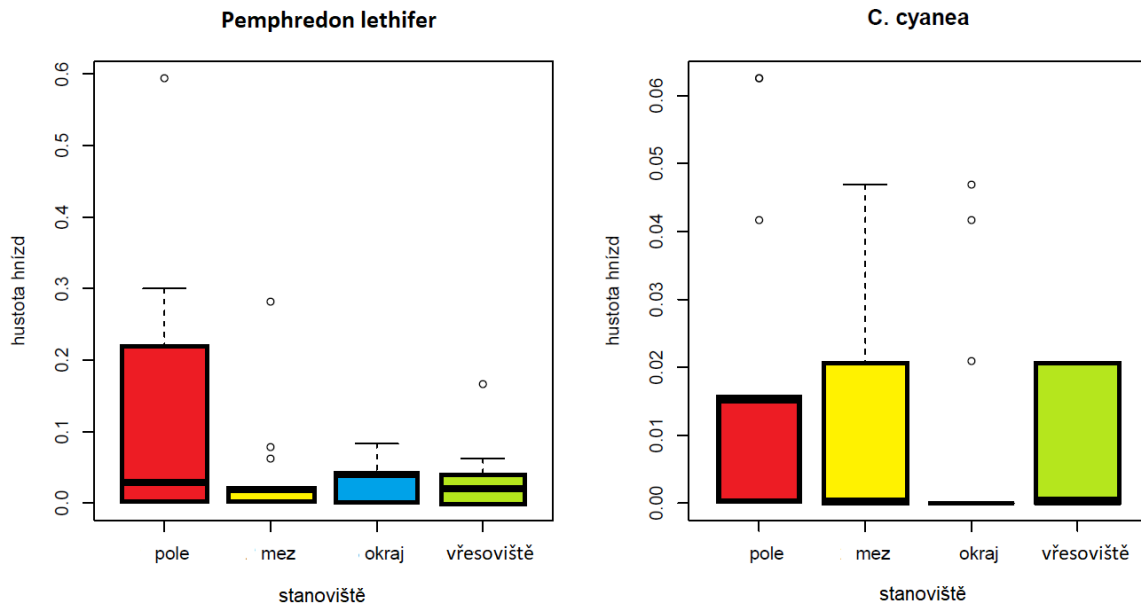 Pemphredon lethifer
hustota hnízd
0.6
0.5
0.4
0.3
0.2
0.1
0.0
pole
mez
okraj
vřesoviště
stanoviště
C. cyanea
hustota hnízd
0.06
0.05
0.04
0.03
0.02
0.01
0.00
pole
mez
okraj
vřesoviště
stanoviště